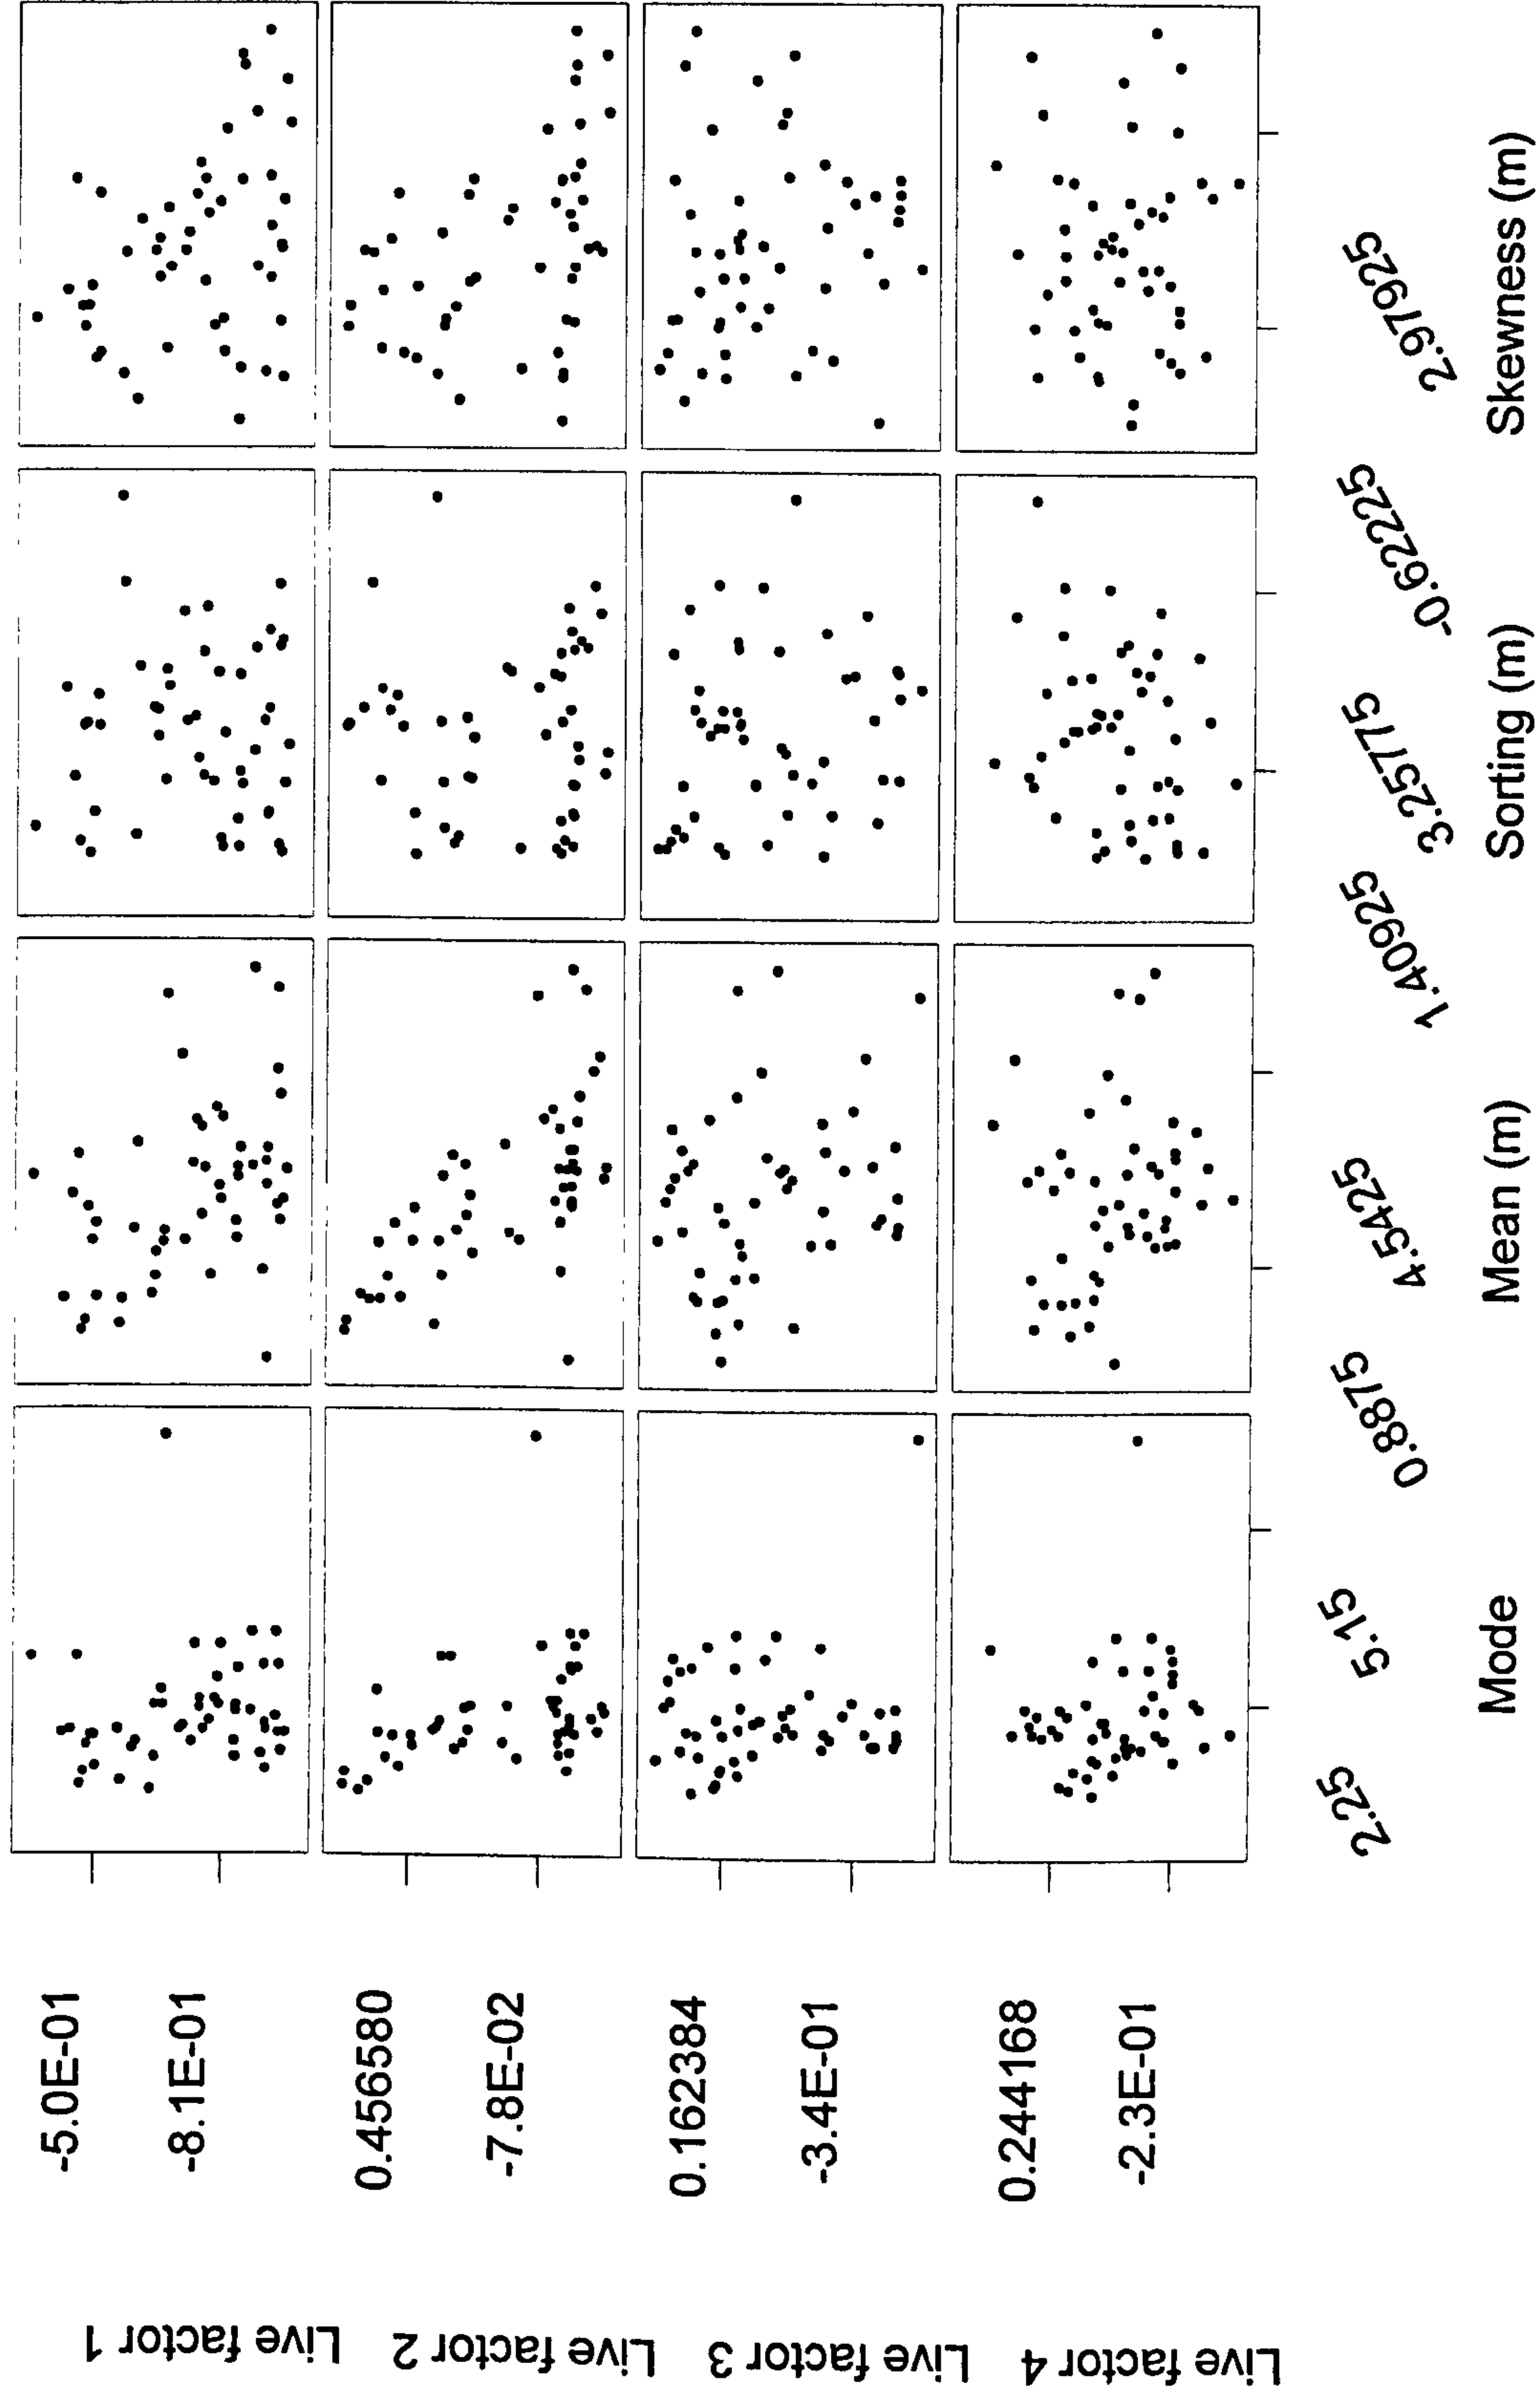 Live factor 1
-5.0E-01
-8.1E-01
Live factor 2
0.456580
-7.8E-02
Live factor 3
0.162384
-3.4E-01
Live factor 4
0.244168
-2.3E-01
2.25
5.15
0.8875
4.5425
1.40925
3.25775
-0.62225
2.97925
Mode
Mean (m)
Sorting (m)
Skewness (m)